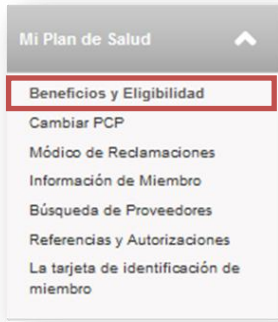 Mi Plan de Salud
Beneficios y Eligibilidad
Cambiar PCP
Módico de Reclamaciones
Información de Miembro
Búsqueda de Proveedores
Referencias y Autorizaciones
La tarjeta de identificación de
miembro